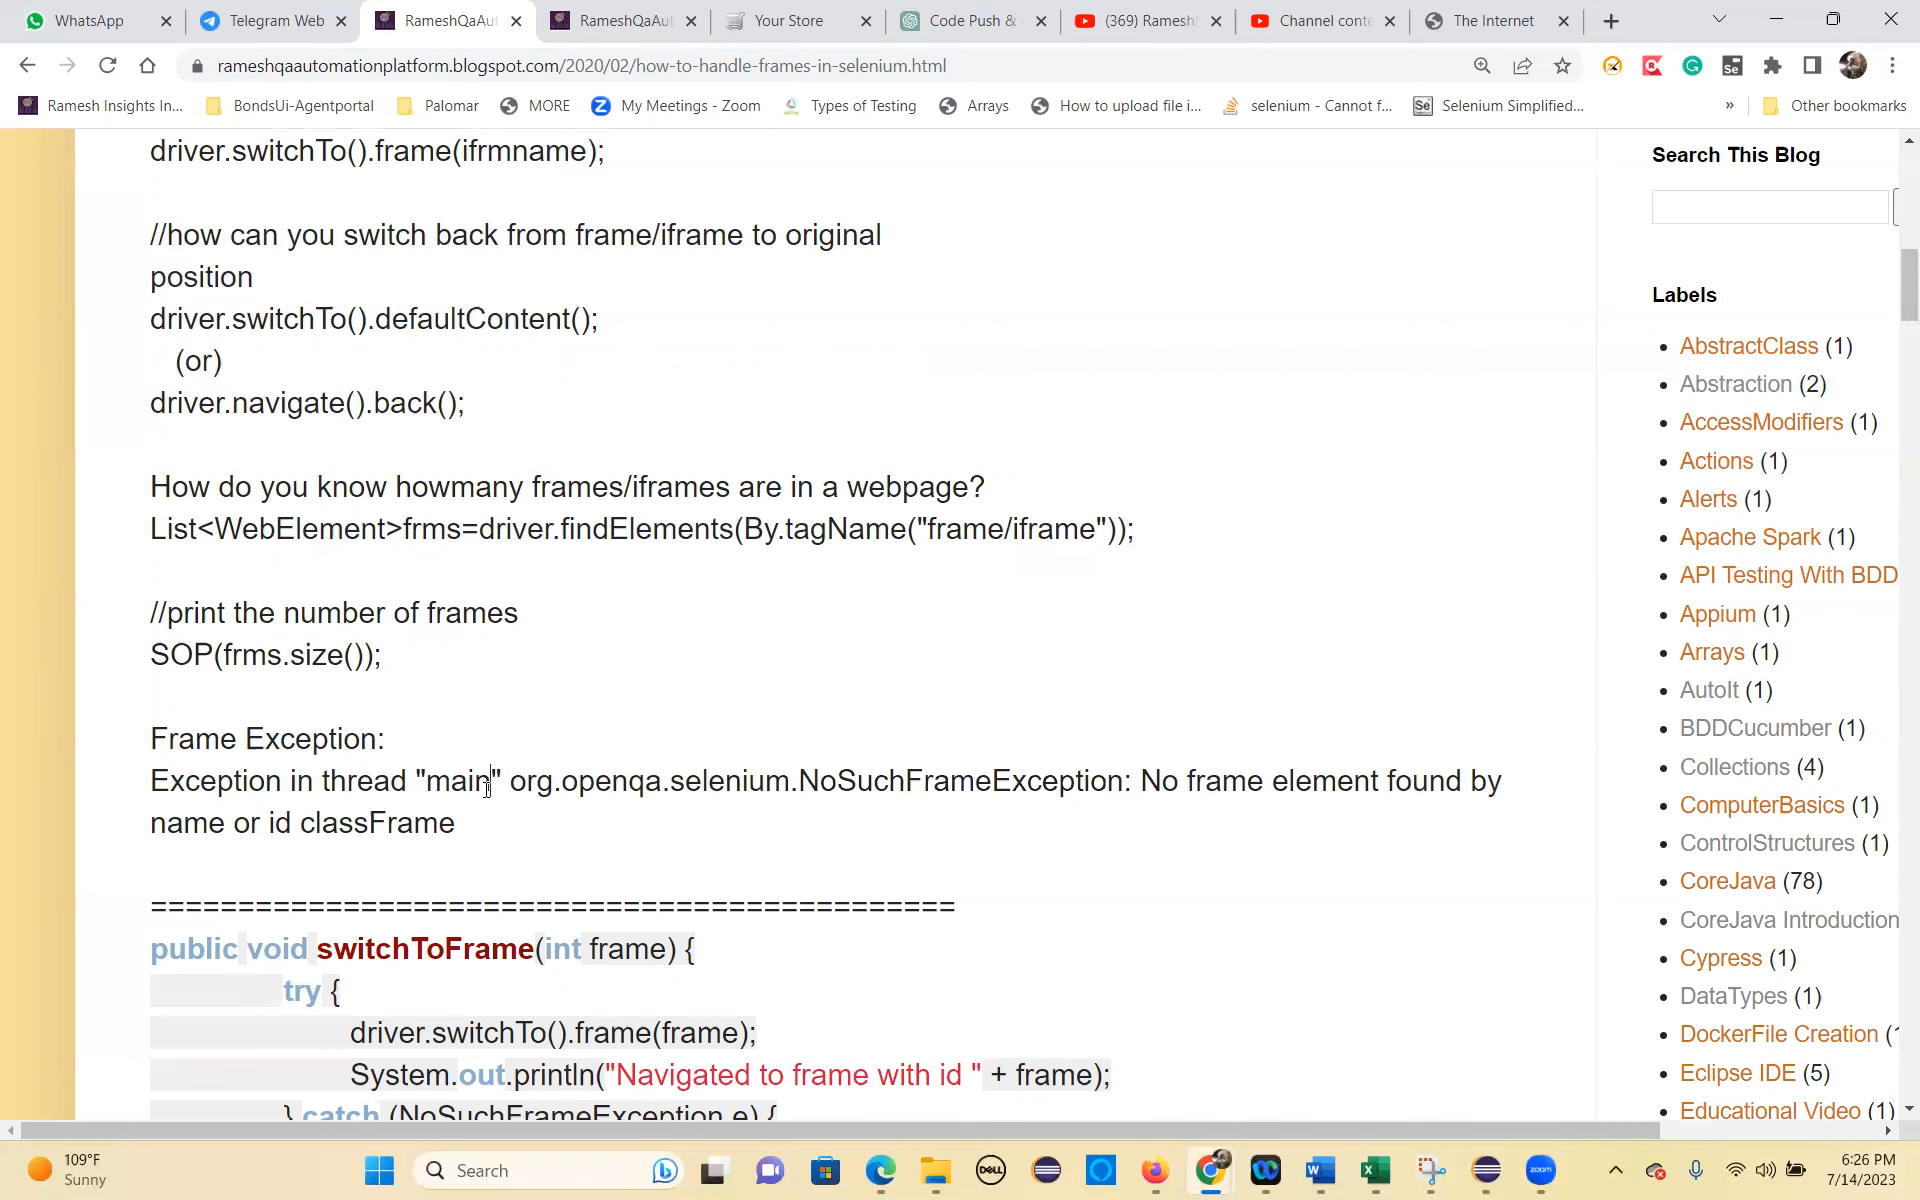 WhatsApp
Telegram Web
RameshQaAut
RameshQaAut
Your Store
Code Push &
(369) Ramesh
Channel conte
The Internet
rameshqaautomationplatform.blogspot.com/2020/02/how-to-handle-frames-in-selenium.html
Ramesh Insights In...
BondsUi-Agentportal
Palomar
MORE
My Meetings - Zoom
Types of Testing
Arrays
How to upload file i...
selenium - Cannot f...
Selenium Simplified...
»
Other bookmarks
driver.switchTo().frame(ifrmname);
//how can you switch back from frame/iframe to original
position
driver.switchTo().defaultContent();
(or)
driver.navigate().back();
How do you know howmany frames/iframes are in a webpage?
List<WebElement>frms=driver.findElements(By.tagName("frame/iframe"));
//print the number of frames
SOP(frms.size());
Frame Exception:
Exception in thread "main" org.openqa.selenium.NoSuchFrameException: No frame element found by
name or id classFrame
==============================================
public void switchToFrame(int frame) {
try {
driver.switchTo().frame(frame);
System.out.println("Navigated to frame with id " + frame);
} catch (NoSuchFrameException e) {
Search This Blog
Labels
AbstractClass (1)
Abstraction (2)
AccessModifiers (1)
Actions (1)
Alerts (1)
Apache Spark (1)
API Testing With BDD
Appium (1)
Arrays (1)
AutoIt (1)
BDDCucumber (1)
Collections (4)
ComputerBasics (1)
ControlStructures (1)
CoreJava (78)
CoreJava Introduction
Cypress (1)
DataTypes (1)
DockerFile Creation (1
Eclipse IDE (5)
Educational Video (1)
109°F
Sunny
Search
DELL
zoom
6:26 PM
7/14/2023